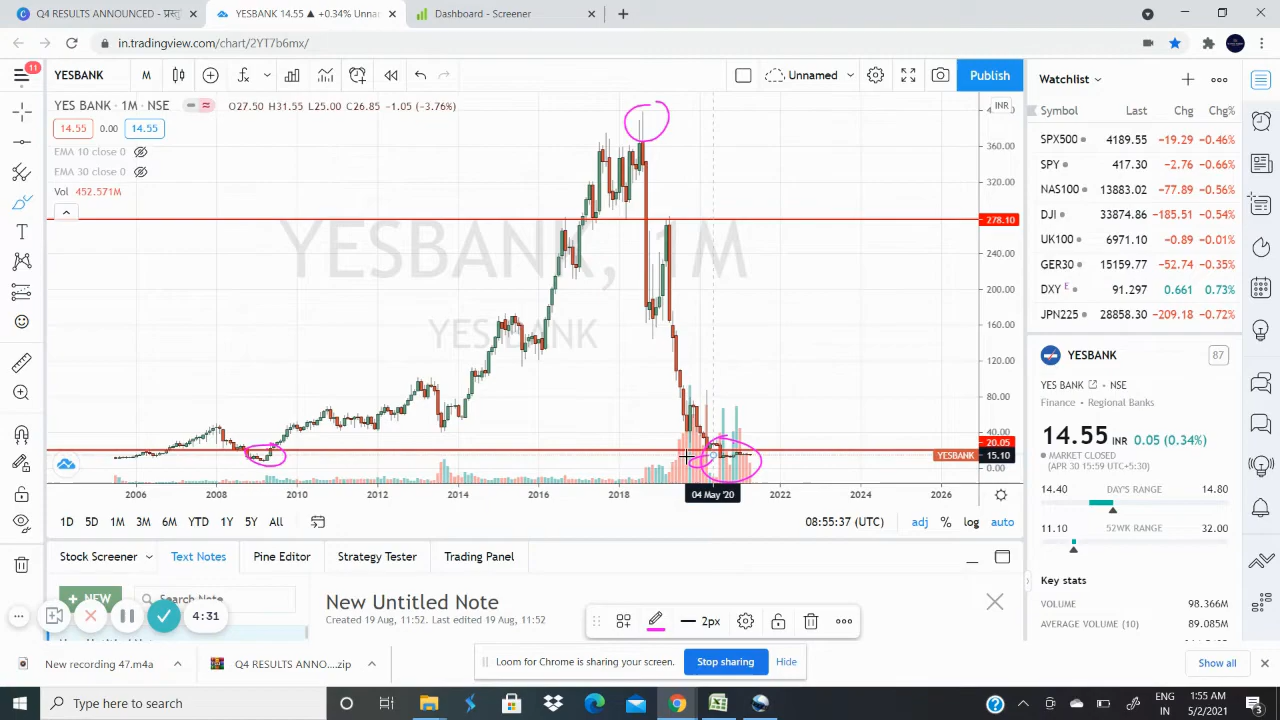 Q4 RESULTS ANNOUNCED -
YESBANK 14.55 ▲ +0.34% Unnar
Dashboard - Screener
in.tradingview.com/chart/2YT7b6mx/
11
YESBANK
M
Unnamed
Publish
YES BANK · 1M · NSE
O27.50 H31.55 L25.00 C26.85 -1.05 (-3.76%)
14.55 0.00 14.55
EMA 10 close 0
EMA 30 close 0
Vol 452.571M
YESBANK, 1M
YES BANK
INR
360.00
320.00
278.10
240.00
200.00
160.00
120.00
80.00
40.00
20.05
YESBANK 15.10
0.00
2006 2008 2010 2012 2014 2016 2018 04 May '20 2022 2024 2026
1D 5D 1M 3M 6M YTD 1Y 5Y All
08:55:37 (UTC) adj % log auto
Stock Screener Text Notes Pine Editor Strategy Tester Trading Panel
NEW
Search Note
New Untitled Note
Created 19 Aug, 11:52. Last edited 19 Aug, 11:52
4:31
2px
Watchlist
Symbol Last Chg Chg%
SPX500 4189.55 −19.29 −0.46%
SPY 417.30 −2.76 −0.66%
NAS100 13883.02 −77.89 −0.56%
DJI 33874.86 −185.51 −0.54%
UK100 6971.10 −0.89 −0.01%
GER30 15159.77 −52.74 −0.35%
DXY E 91.297 0.661 0.73%
JPN225 28858.30 −209.18 −0.72%
YESBANK 87
YES BANK • NSE
Finance • Regional Banks
14.55 INR 0.05 (0.34%)
MARKET CLOSED
(APR 30 15:59 UTC+5:30)
14.40 DAY'S RANGE 14.80
11.10 52WK RANGE 32.00
Key stats
VOLUME 98.366M
AVERAGE VOLUME (10) 89.085M
New recording 47.m4a
Q4 RESULTS ANNO....zip
Loom for Chrome is sharing your screen.
Stop sharing
Hide
Show all
Type here to search
ENG
IN
1:55 AM
5/2/2021
3